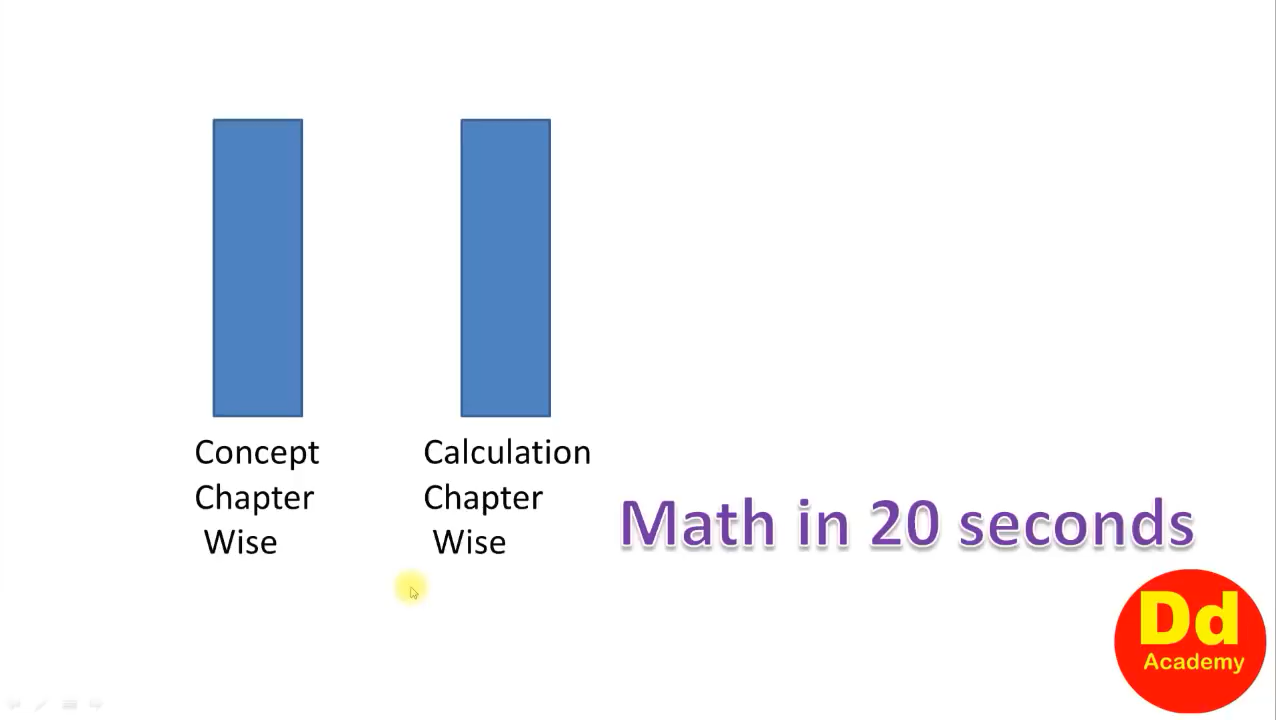 Concept
Chapter
Wise
Calculation
Chapter
Wise
Math in 20 seconds
Dd
Academy